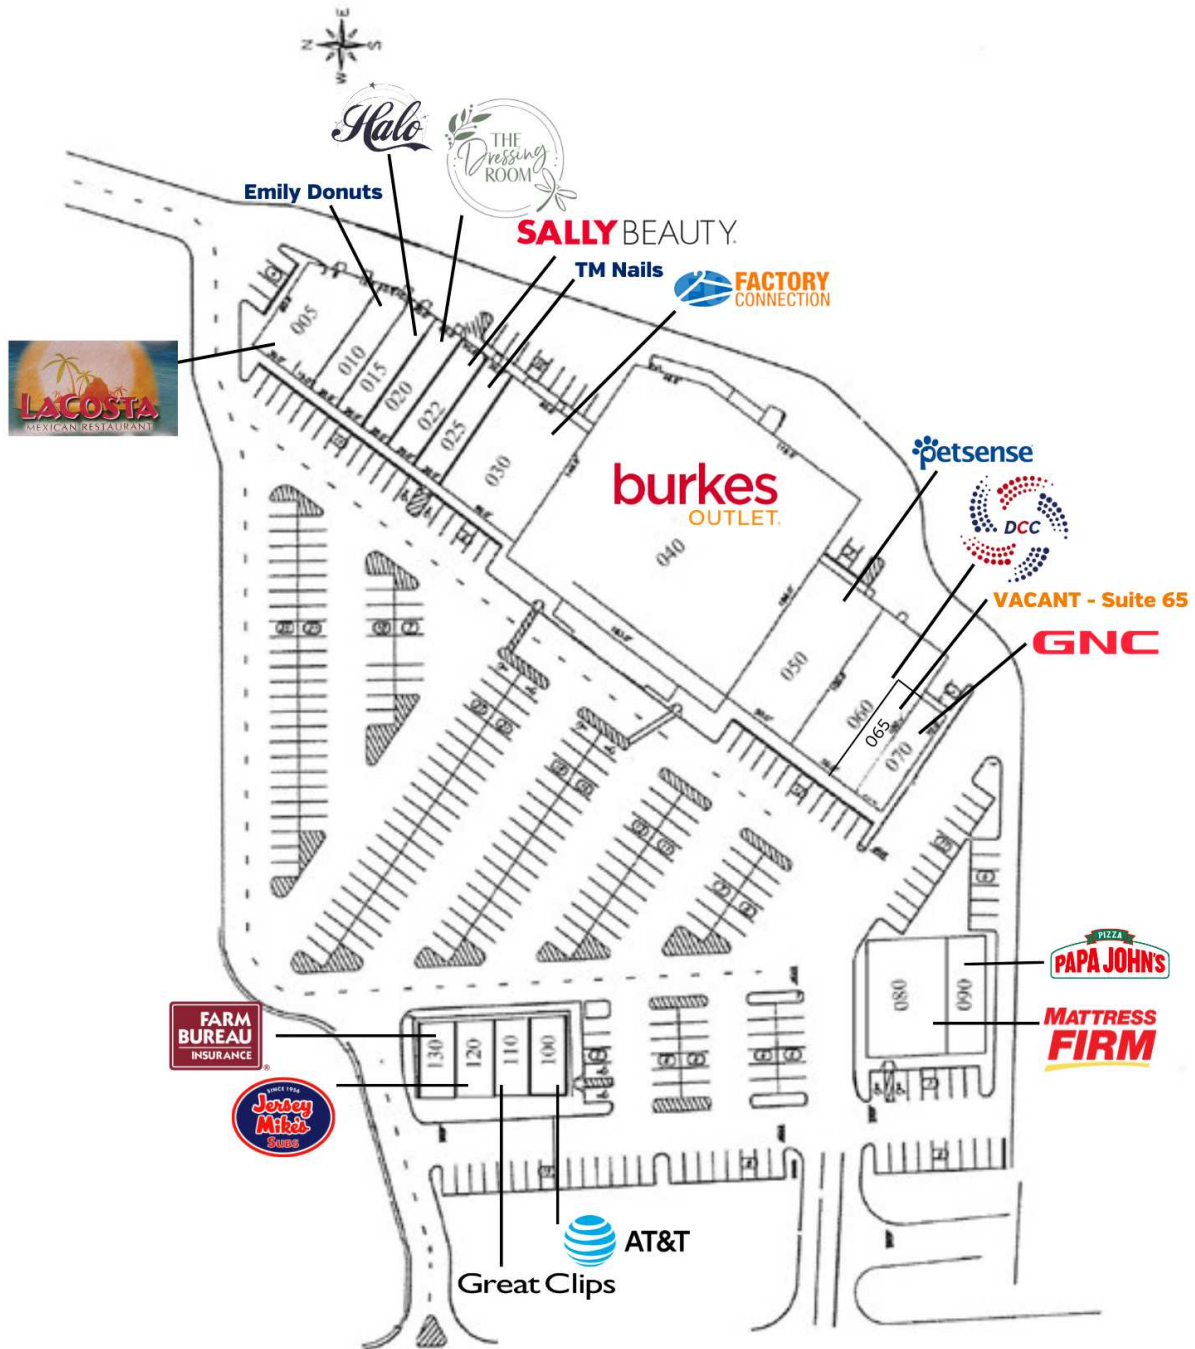 E
N
S
W
Halo
THE
Dressing
ROOM
Emily Donuts
SALLY BEAUTY
TM Nails
FACTORY
CONNECTION
LACOSTA
MEXICAN RESTAURANT
005
010
015
020
022
025
030
burkes
OUTLET
040
petsense
DCC
VACANT - Suite 65
GNC
050
060
065
070
PIZZA
PAPA JOHN'S
MATTRESS
FIRM
080
090
FARM
BUREAU
INSURANCE
SINCE 1956
Jersey
Mike's
SUBS
130
120
110
100
AT&T
Great Clips